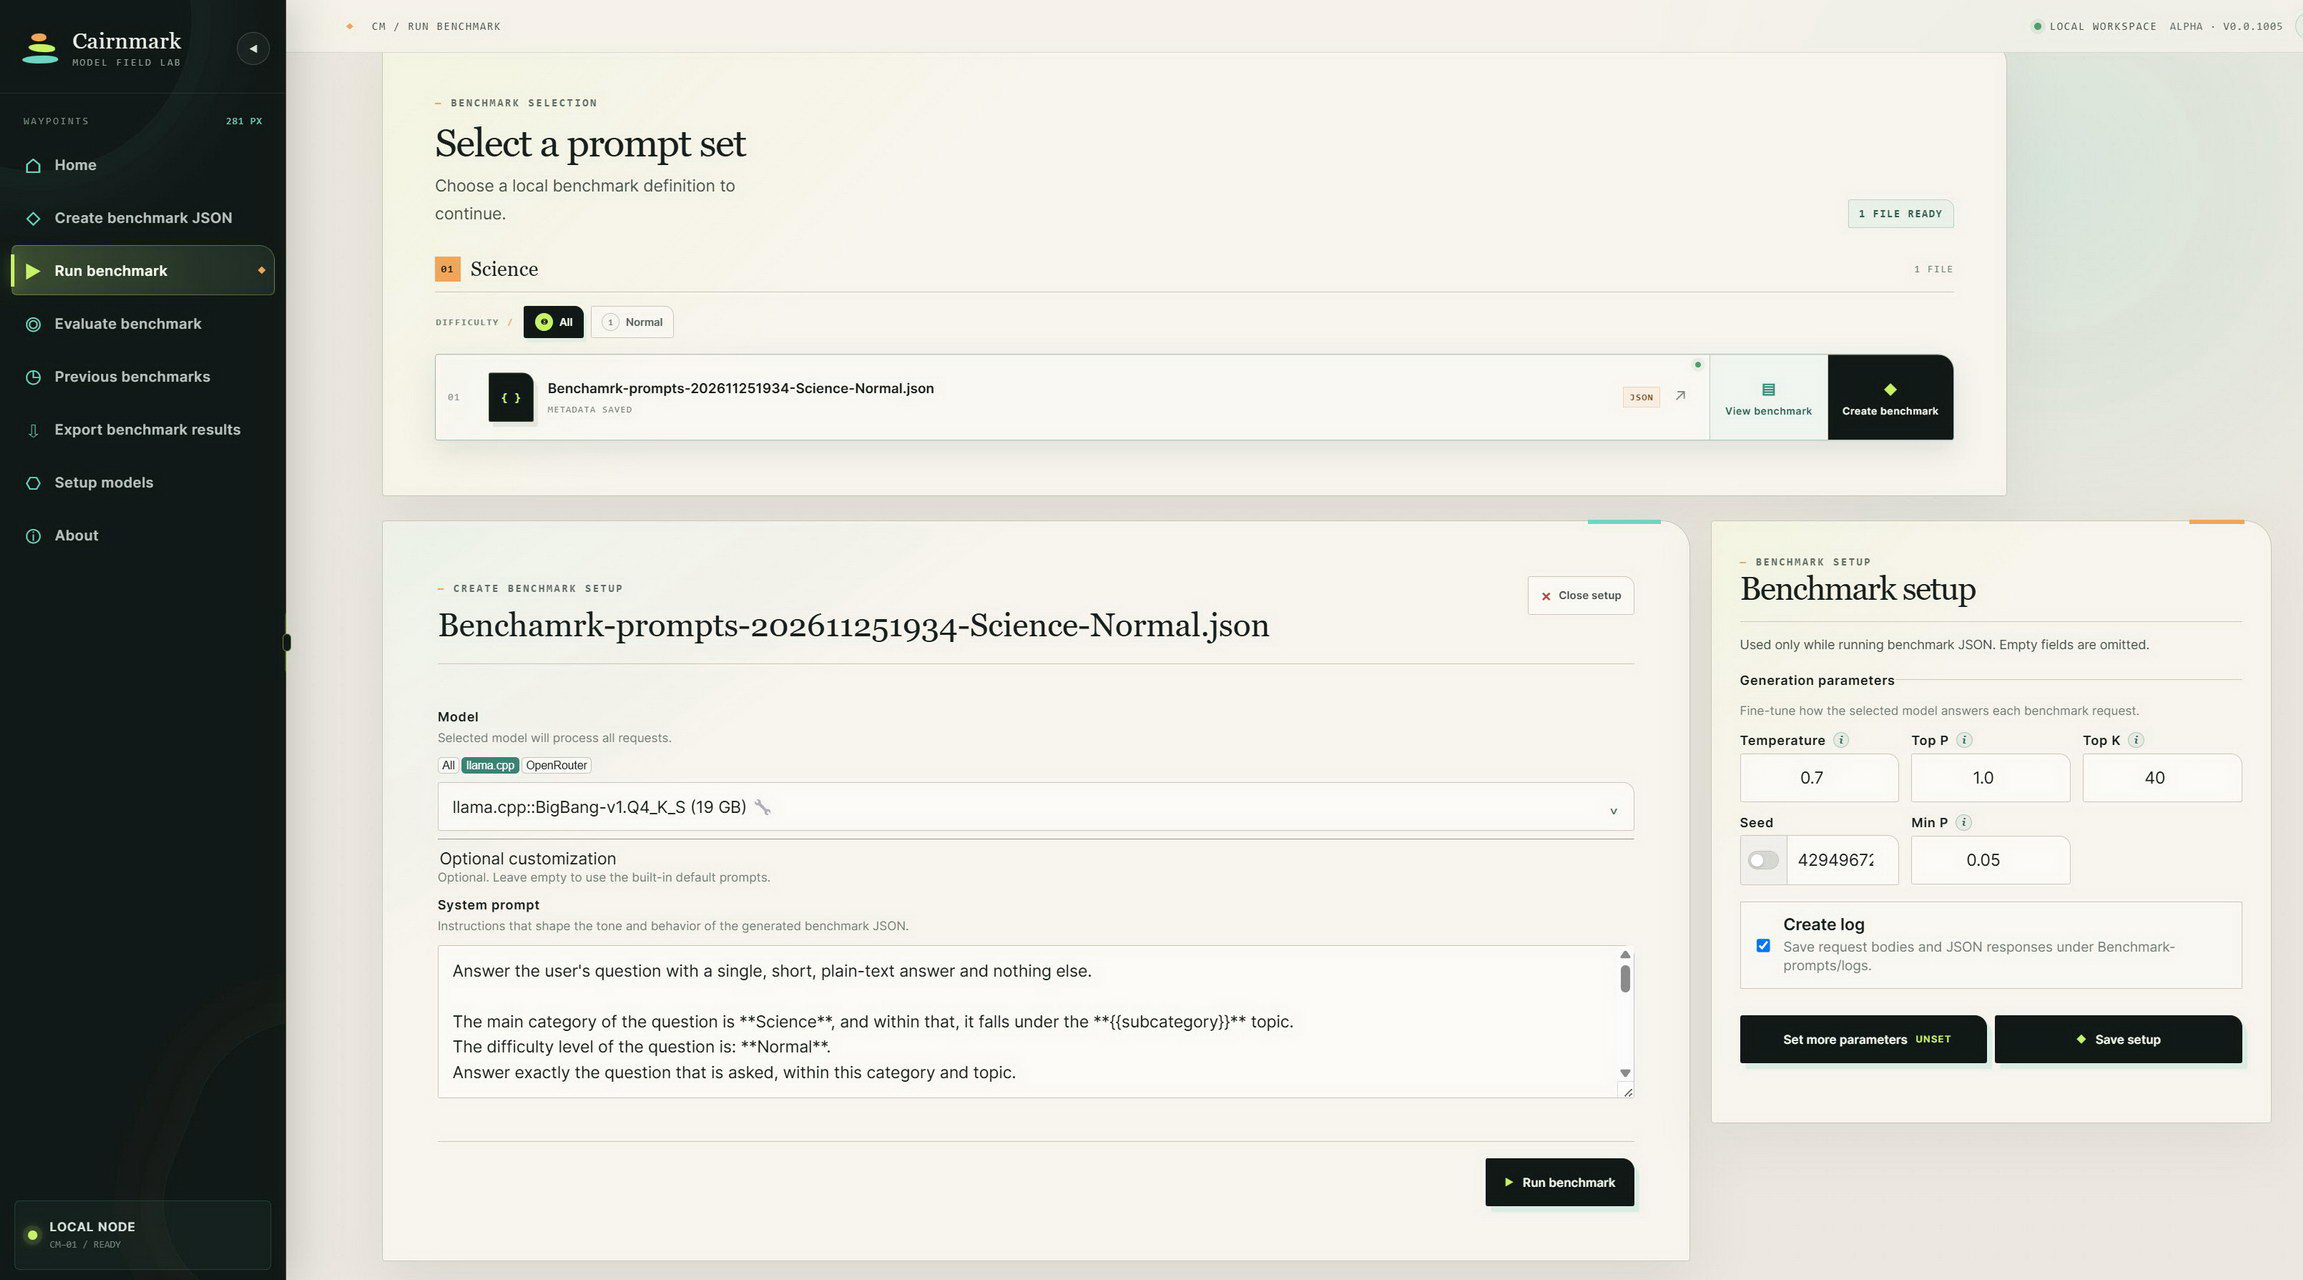 Cairnmark
MODEL FIELD LAB
WAYPOINTS
281 PX
Home
Create benchmark JSON
Run benchmark
Evaluate benchmark
Previous benchmarks
Export benchmark results
Setup models
About
LOCAL NODE
CM-01 / READY
CM / RUN BENCHMARK
LOCAL WORKSPACE
ALPHA · V0.0.1005
BENCHMARK SELECTION
Select a prompt set
Choose a local benchmark definition to
continue.
1 FILE READY
01 Science
1 FILE
DIFFICULTY /
All
1 Normal
01
{ }
Benchamrk-prompts-202611251934-Science-Normal.json
METADATA SAVED
JSON
View benchmark
Create benchmark
CREATE BENCHMARK SETUP
Benchamrk-prompts-202611251934-Science-Normal.json
Close setup
Model
Selected model will process all requests.
All llama.cpp OpenRouter
llama.cpp::BigBang-v1.Q4_K_S (19 GB)
Optional customization
Optional. Leave empty to use the built-in default prompts.
System prompt
Instructions that shape the tone and behavior of the generated benchmark JSON.
Answer the user's question with a single, short, plain-text answer and nothing else.
The main category of the question is **Science**, and within that, it falls under the **{{subcategory}}** topic.
The difficulty level of the question is: **Normal**.
Answer exactly the question that is asked, within this category and topic.
Run benchmark
BENCHMARK SETUP
Benchmark setup
Used only while running benchmark JSON. Empty fields are omitted.
Generation parameters
Fine-tune how the selected model answers each benchmark request.
Temperature i
Top P i
Top K i
0.7
1.0
40
Seed
Min P i
4294967
0.05
Create log
Save request bodies and JSON responses under Benchmark-
prompts/logs.
Set more parameters UNSET
Save setup